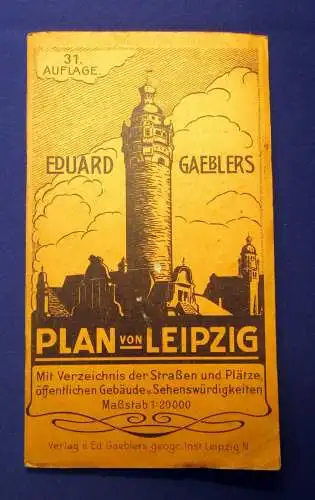 31.
AUFLAGE.
EDUARD GAEBLERS
PLAN VON LEIPZIG
Mit Verzeichnis der Straßen und Plätze,
öffentlichen Gebäude u. Sehenswürdigkeiten
Maßstab 1:20000
Verlag v. Ed. Gaeblers geogr. Inst. Leipzig N.